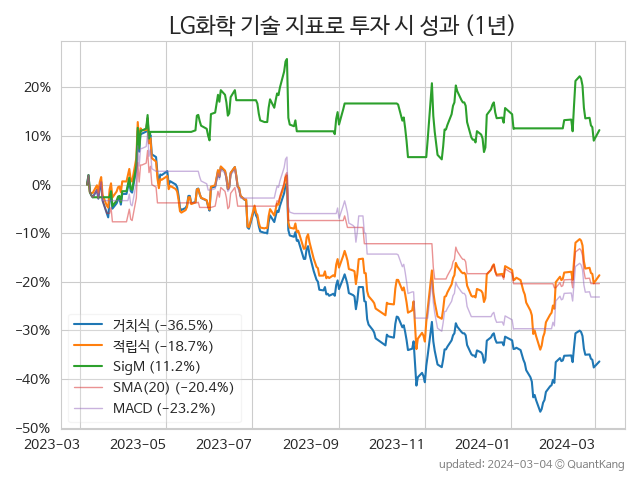 LG화학 기술 지표로 투자 시 성과 (1년)
20%
10%
0%
−10%
−20%
−30%
−40%
−50%
거치식 (−36.5%)
적립식 (−18.7%)
SigM (11.2%)
SMA(20) (−20.4%)
MACD (−23.2%)
2023−03 2023−05 2023−07 2023−09 2023−11 2024−01 2024−03
updated: 2024−03−04 © QuantKang